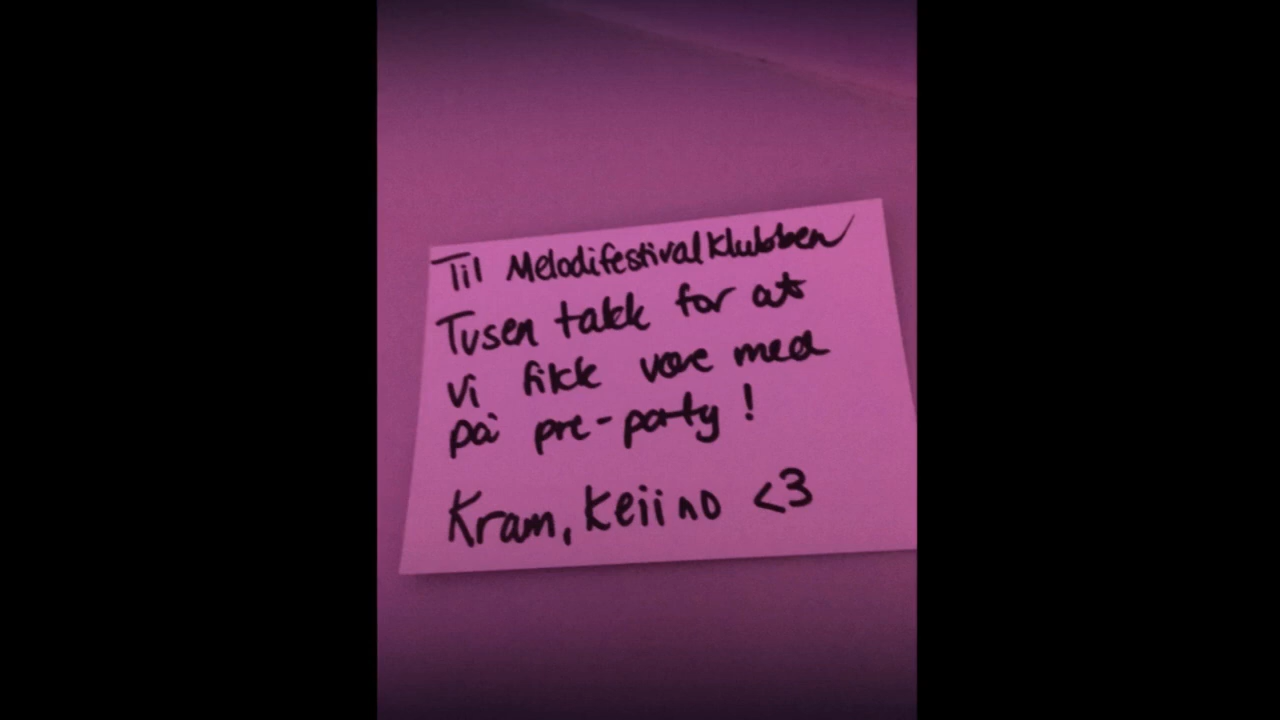 Til Melodifestivalklubben
Tusen takk for at
vi fikk være med
på pre-party!
Kram, Keiino <3